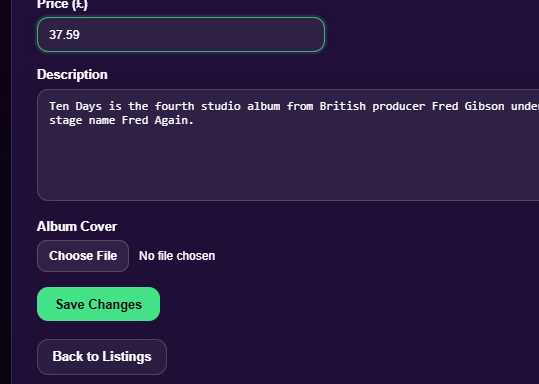 Price (£)
37.59
Description
Ten Days is the fourth studio album from British producer Fred Gibson under
stage name Fred Again.
Album Cover
Choose File No file chosen
Save Changes
Back to Listings